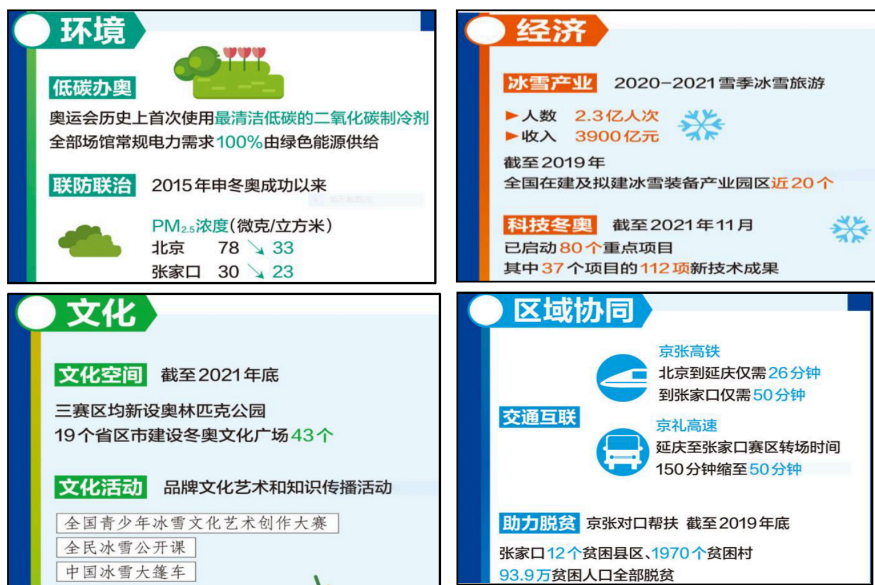 环境
低碳办奥
奥运会历史上首次使用最清洁低碳的二氧化碳制冷剂
全部场馆常规电力需求100%由绿色能源供给
联防联治 2015年申冬奥成功以来
PM2.5浓度(微克/立方米)
北京 78 ↘ 33
张家口 30 ↘ 23
经济
冰雪产业 2020-2021雪季冰雪旅游
►人数 2.3亿人次
►收入 3900亿元
截至2019年
全国在建及拟建冰雪装备产业园区近20个
科技冬奥 截至2021年11月
已启动80个重点项目
其中37个项目的112项新技术成果
文化
文化空间 截至2021年底
三赛区均新设奥林匹克公园
19个省区市建设冬奥文化广场43个
文化活动 品牌文化艺术和知识传播活动
全国青少年冰雪文化艺术创作大赛
全民冰雪公开课
中国冰雪大篷车
区域协同
交通互联
京张高铁
北京到延庆仅需26分钟
到张家口仅需50分钟
京礼高速
延庆至张家口赛区转场时间
150分钟缩至50分钟
助力脱贫 京张对口帮扶 截至2019年底
张家口12个贫困县区、1970个贫困村
93.9万贫困人口全部脱贫